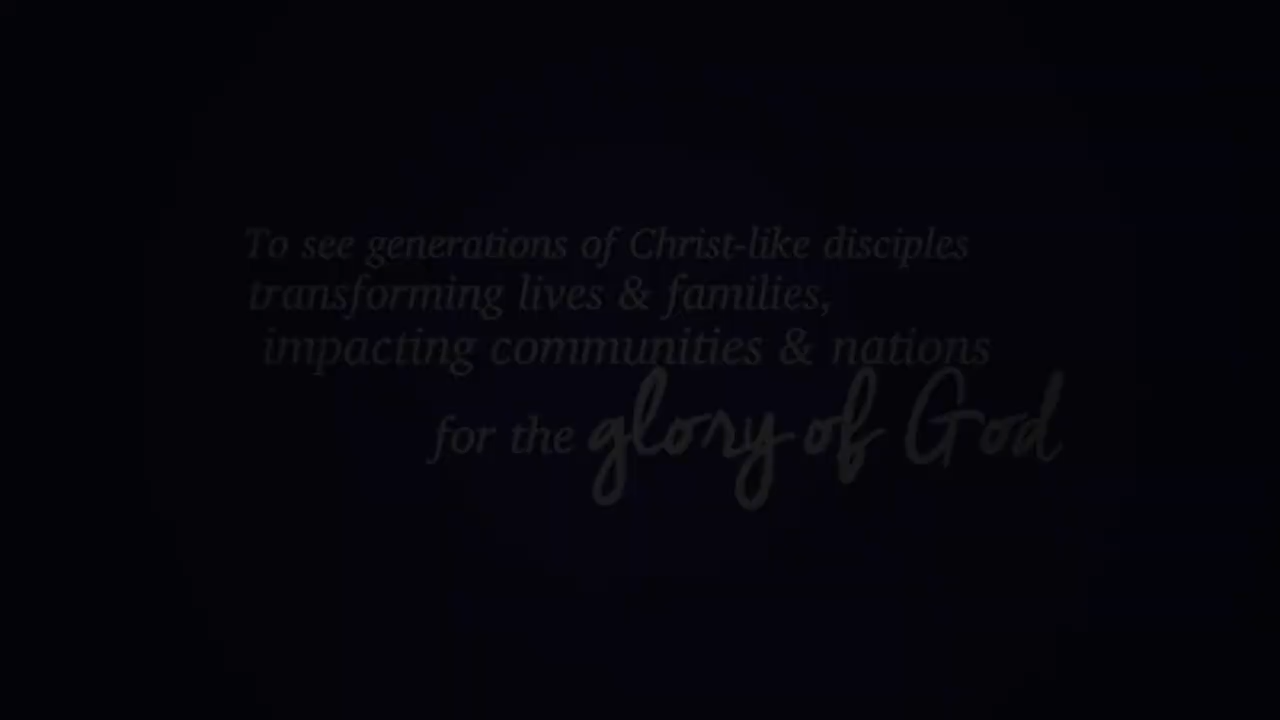 To see generations of Christ-like disciples
transforming lives & families,
impacting communities & nations
for the glory of God